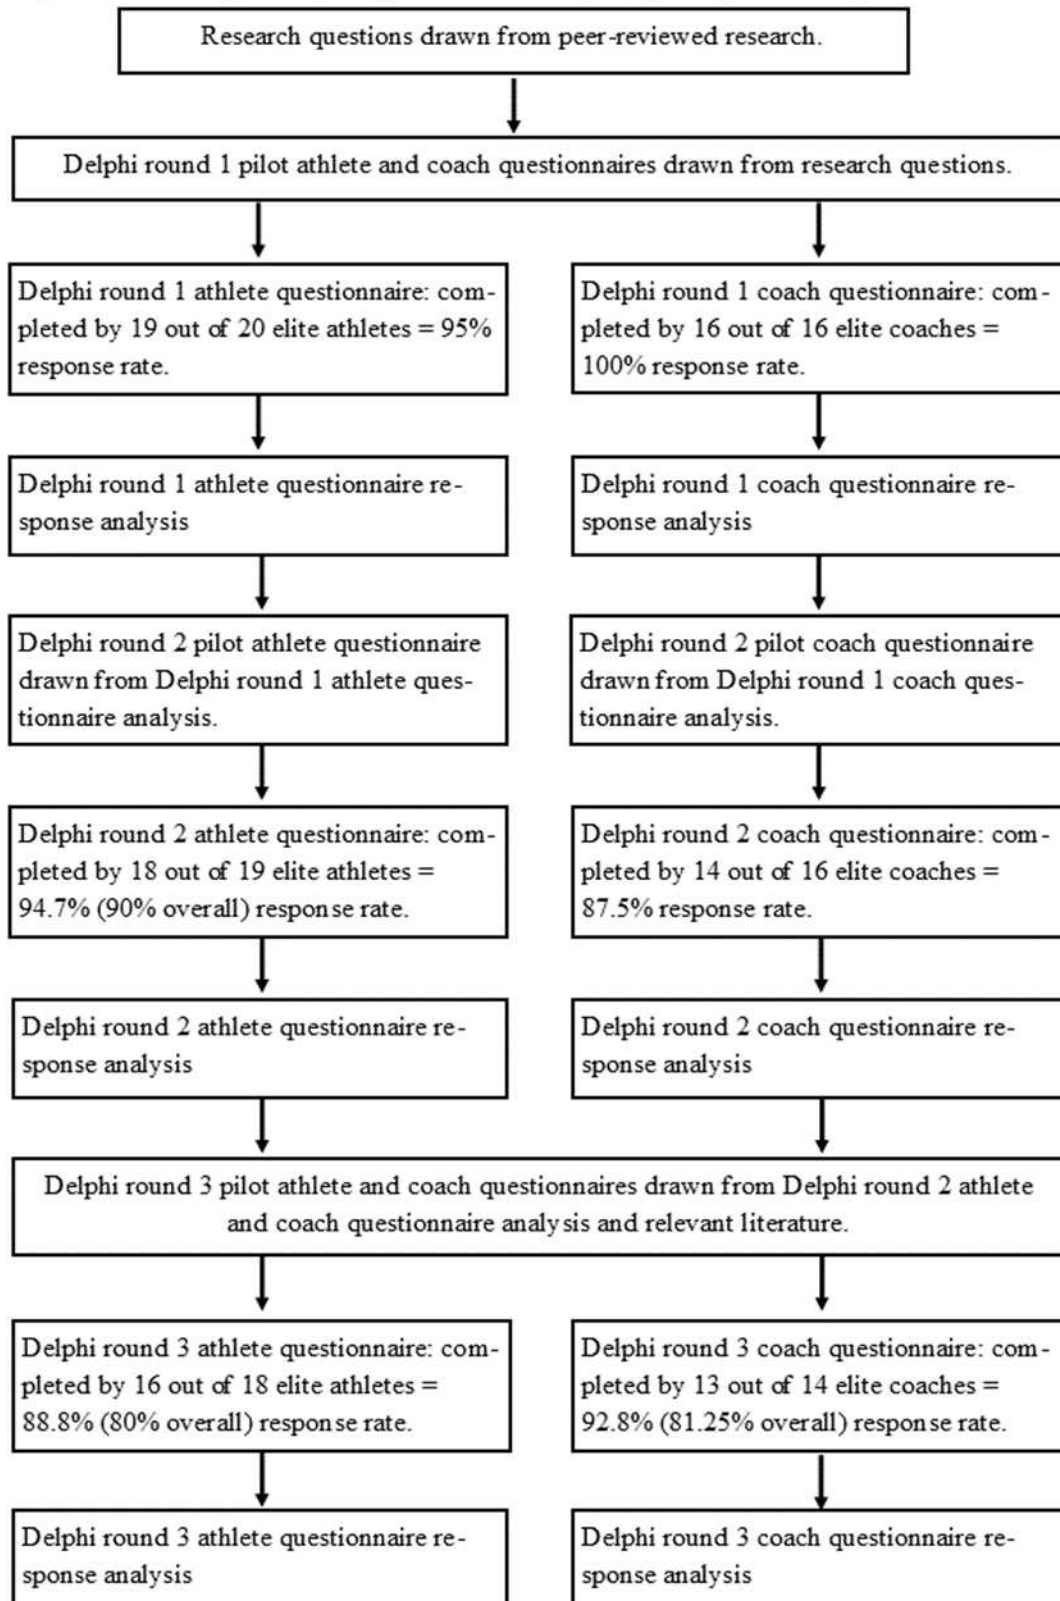 Research questions drawn from peer-reviewed research.
Delphi round 1 pilot athlete and coach questionnaires drawn from research questions.
Delphi round 1 athlete questionnaire: com-
pleted by 19 out of 20 elite athletes = 95%
response rate.
Delphi round 1 coach questionnaire: com-
pleted by 16 out of 16 elite coaches =
100% response rate.
Delphi round 1 athlete questionnaire re-
sponse analysis
Delphi round 1 coach questionnaire re-
sponse analysis
Delphi round 2 pilot athlete questionnaire
drawn from Delphi round 1 athlete ques-
tionnaire analysis.
Delphi round 2 pilot coach questionnaire
drawn from Delphi round 1 coach ques-
tionnaire analysis.
Delphi round 2 athlete questionnaire: com-
pleted by 18 out of 19 elite athletes =
94.7% (90% overall) response rate.
Delphi round 2 coach questionnaire: com-
pleted by 14 out of 16 elite coaches =
87.5% response rate.
Delphi round 2 athlete questionnaire re-
sponse analysis
Delphi round 2 coach questionnaire re-
sponse analysis
Delphi round 3 pilot athlete and coach questionnaires drawn from Delphi round 2 athlete
and coach questionnaire analysis and relevant literature.
Delphi round 3 athlete questionnaire: com-
pleted by 16 out of 18 elite athletes =
88.8% (80% overall) response rate.
Delphi round 3 coach questionnaire: com-
pleted by 13 out of 14 elite coaches =
92.8% (81.25% overall) response rate.
Delphi round 3 athlete questionnaire re-
sponse analysis
Delphi round 3 coach questionnaire re-
sponse analysis